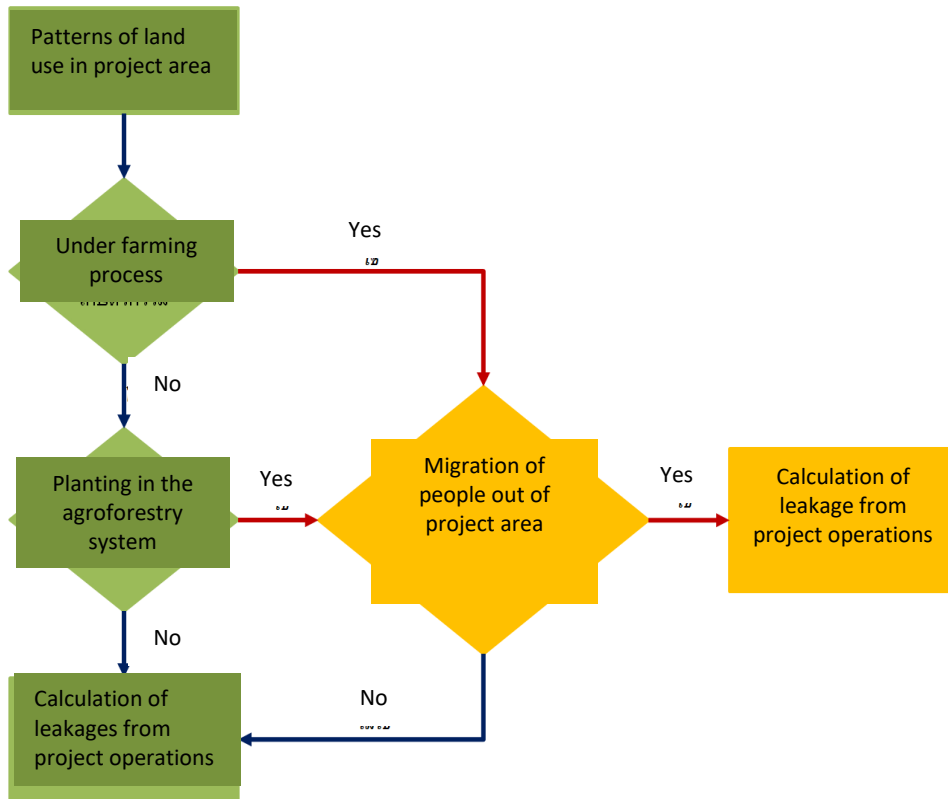 Patterns of land
use in project area
Under farming
process
Yes
No
Planting in the
agroforestry
system
Yes
Migration of
people out of
project area
Yes
Calculation of
leakage from
project operations
No
Calculation of
leakages from
project operations
No